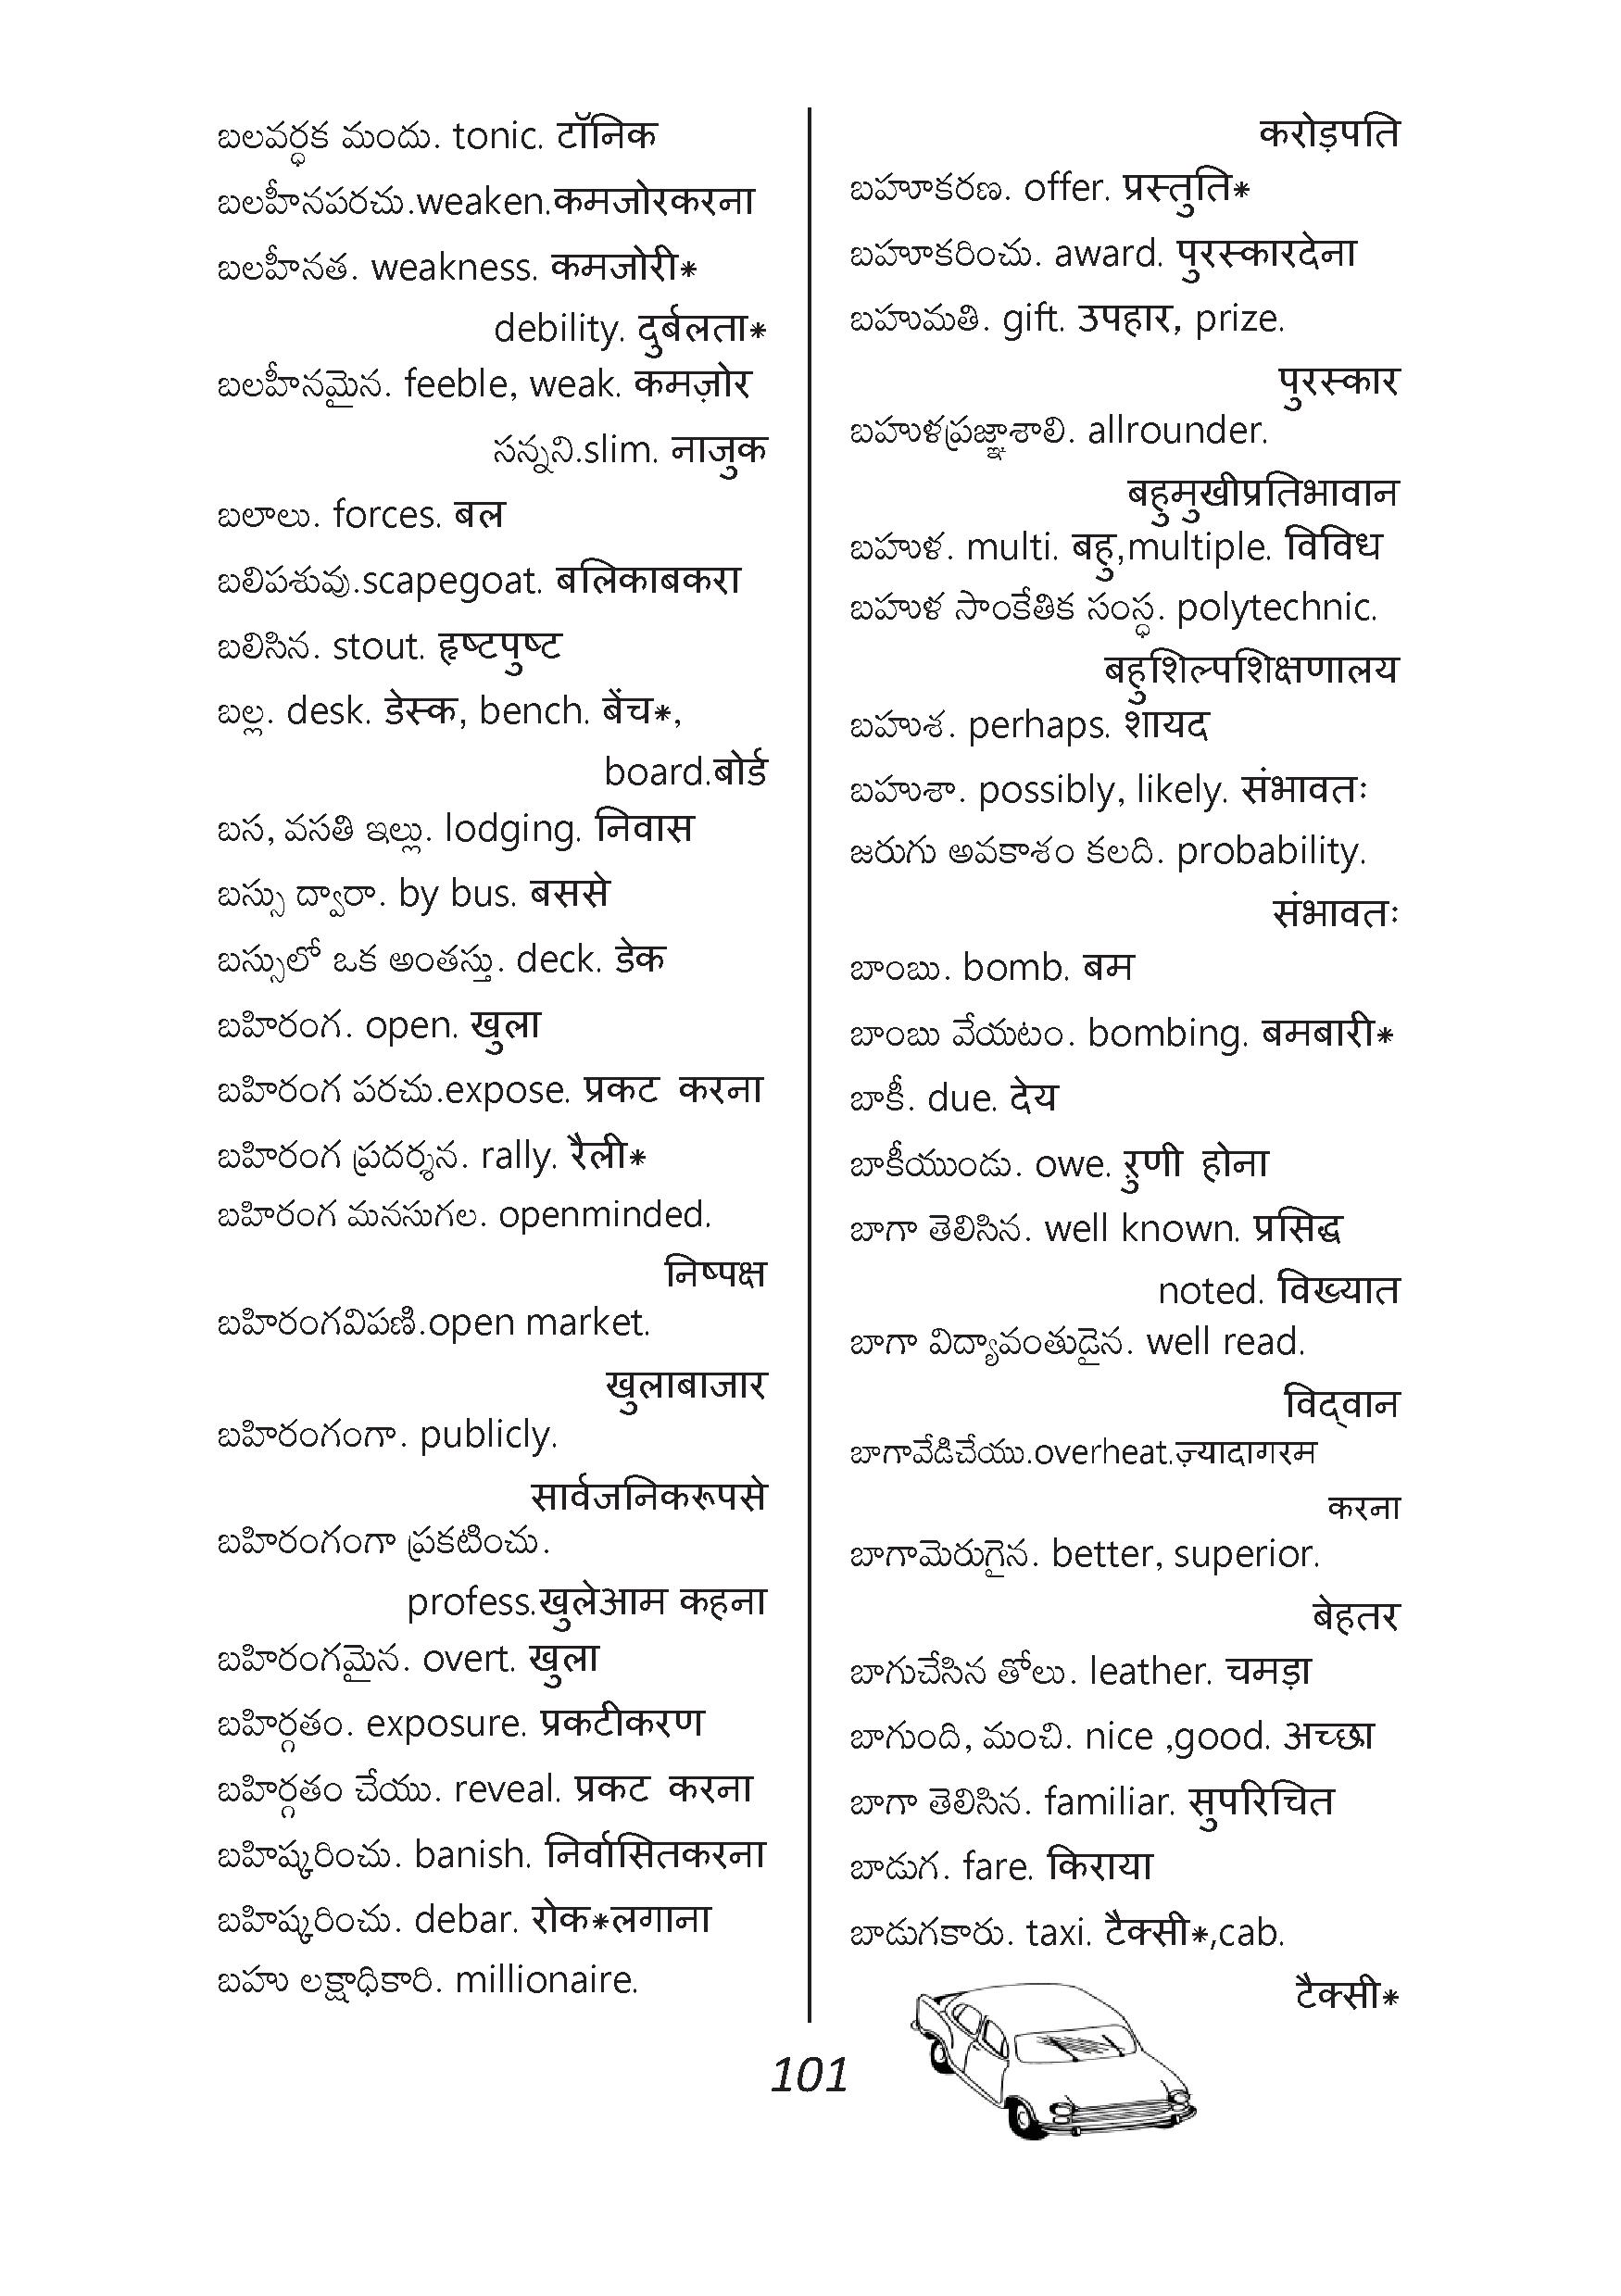 బలవర్ధక మందు. tonic. टॉनिक
బలహీనపరచు.weaken.कमजोरकरना
బలహీనత. weakness. कमजोरी*
debility. दुर्बलता*
బలహీనమైన. feeble, weak. कमज़ोर
సన్నని.slim. नाजुक
బలాలు. forces. बल
బలిపశువు.scapegoat. बलिकाबकरा
బలిసిన. stout. हृष्टपुष्ट
బల్ల. desk. डेस्क, bench. बेंच*,
board.बोर्ड
బస, వసతి ఇల్లు. lodging. निवास
బస్సు ద్వారా. by bus. बससे
బస్సులో ఒక అంతస్తు. deck. डेक
బహిరంగ. open. खुला
బహిరంగ పరచు.expose. प्रकट करना
బహిరంగ ప్రదర్శన. rally. रैली*
బహిరంగ మనసుగల. openminded.
निष्पक्ष
బహిరంగవిపణి.open market.
खुलाबाजार
బహిరంగంగా. publicly.
सार्वजनिकरूपसे
బహిరంగంగా ప్రకటించు.
profess.खुलेआम कहना
బహిరంగమైన. overt. खुला
బహిర్గతం. exposure. प्रकटीकरण
బహిర్గతం చేయు. reveal. प्रकट करना
బహిష్కరించు. banish. निर्वासितकरना
బహిష్కరించు. debar. रोक*लगाना
బహు లక్షాధికారి. millionaire.
करोड़पति
బహూకరణ. offer. प्रस्तुति*
బహూకరించు. award. पुरस्कारदेना
బహుమతి. gift. उपहार, prize.
पुरस्कार
బహుళప్రజ్ఞాశాలి. allrounder.
बहुमुखीप्रतिभावान
బహుళ. multi. बहु,multiple. विविध
బహుళ సాంకేతిక సంస్ధ. polytechnic.
बहुशिल्पशिक्षणालय
బహుశ. perhaps. शायद
బహుశా. possibly, likely. संभावतः
జరుగు అవకాశం కలది. probability.
संभावतः
బాంబు. bomb. बम
బాంబు వేయటం. bombing. बमबारी*
బాకీ. due. देय
బాకీయుండు. owe. रुणी होना
బాగా తెలిసిన. well known. प्रसिद्ध
noted. विख्यात
బాగా విద్యావంతుడైన. well read.
विद्‌वान
బాగావేడిచేయు.overheat.ज़्यादागरम
करना
బాగామెరుగైన. better, superior.
बेहतर
బాగుచేసిన తోలు. leather. चमड़ा
బాగుంది, మంచి. nice ,good. अच्छा
బాగా తెలిసిన. familiar. सुपरिचित
బాడుగ. fare. किराया
బాడుగకారు. taxi. टैक्सी*,cab.
टैक्सी*
101